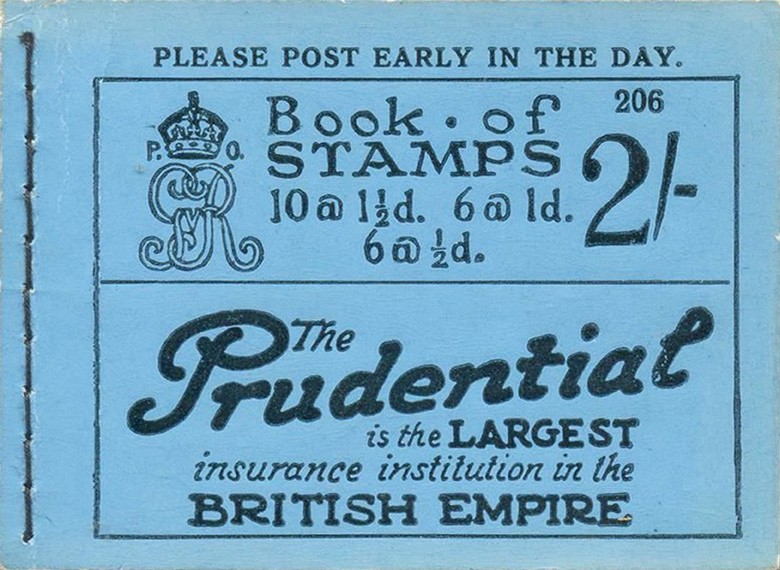 PLEASE POST EARLY IN THE DAY.
206
Book · of
STAMPS
2/-
P. O.
GR
10@1½d. 6@1d.
6@½d.
The
Prudential
is the LARGEST
insurance institution in the
BRITISH EMPIRE